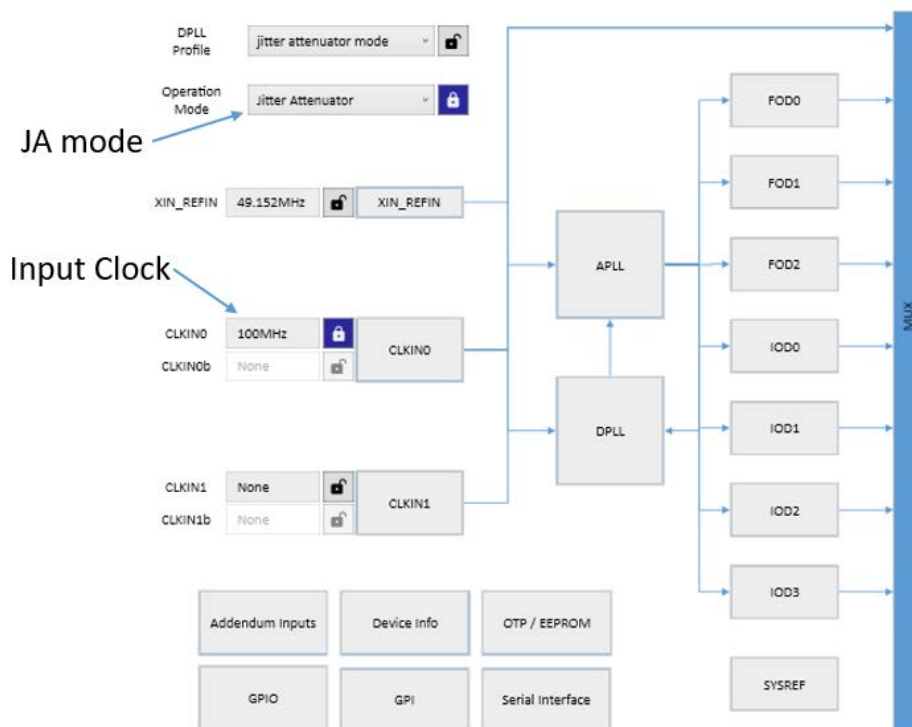 DPLL
Profile
jitter attenuator mode
Operation
Mode
Jitter Attenuator
JA mode
XIN_REFIN
49.152MHz
XIN_REFIN
Input Clock
CLKIN0
100MHz
CLKIN0b
None
CLKIN0
CLKIN1
None
CLKIN1b
None
CLKIN1
APLL
DPLL
FOD0
FOD1
FOD2
IOD0
IOD1
IOD2
IOD3
SYSREF
MUX
Addendum Inputs
Device Info
OTP / EEPROM
GPIO
GPI
Serial Interface